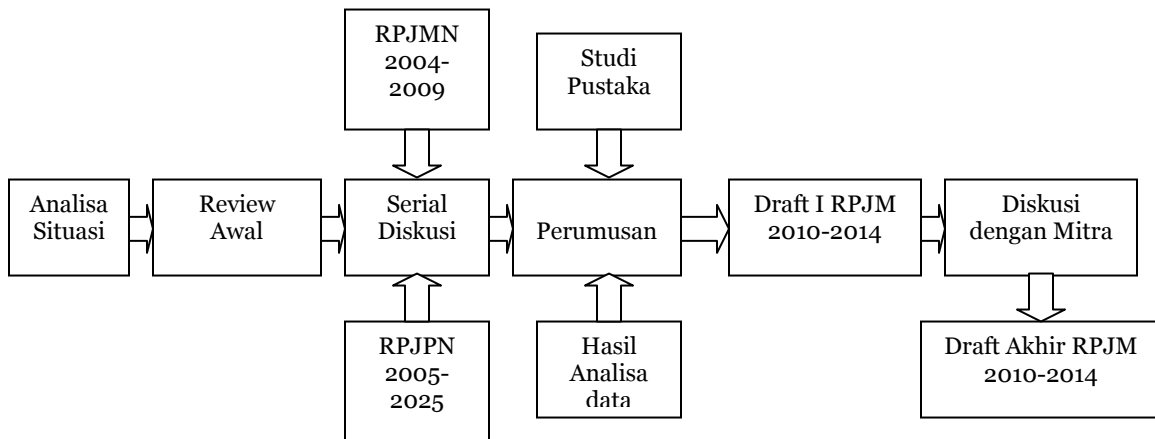 RPJMN
2004-
2009
Studi
Pustaka
Analisa
Situasi
Review
Awal
Serial
Diskusi
Perumusan
Draft I RPJM
2010-2014
Diskusi
dengan Mitra
RPJPN
2005-
2025
Hasil
Analisa
data
Draft Akhir RPJM
2010-2014